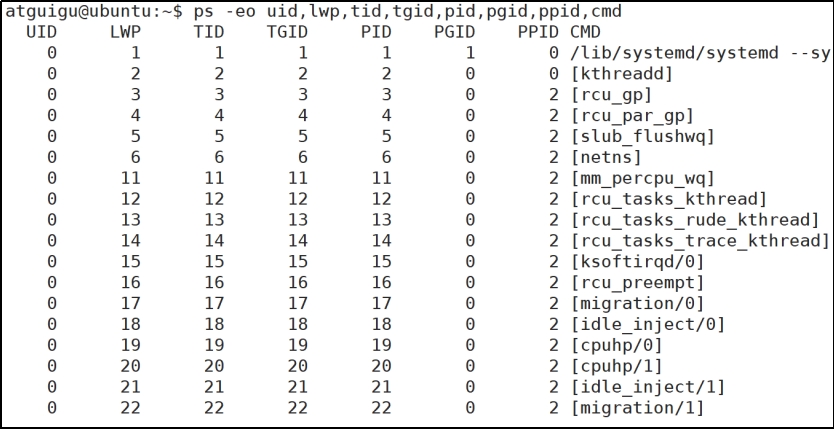 atguigu@ubuntu:~$ ps -eo uid,lwp,tid,tgid,pid,pgid,ppid,cmd
UID LWP TID TGID PID PGID PPID CMD
0 1 1 1 1 1 0 /lib/systemd/systemd --sy
0 2 2 2 2 0 0 [kthreadd]
0 3 3 3 3 0 2 [rcu_gp]
0 4 4 4 4 0 2 [rcu_par_gp]
0 5 5 5 5 0 2 [slub_flushwq]
0 6 6 6 6 0 2 [netns]
0 11 11 11 11 0 2 [mm_percpu_wq]
0 12 12 12 12 0 2 [rcu_tasks_kthread]
0 13 13 13 13 0 2 [rcu_tasks_rude_kthread]
0 14 14 14 14 0 2 [rcu_tasks_trace_kthread]
0 15 15 15 15 0 2 [ksoftirqd/0]
0 16 16 16 16 0 2 [rcu_preempt]
0 17 17 17 17 0 2 [migration/0]
0 18 18 18 18 0 2 [idle_inject/0]
0 19 19 19 19 0 2 [cpuhp/0]
0 20 20 20 20 0 2 [cpuhp/1]
0 21 21 21 21 0 2 [idle_inject/1]
0 22 22 22 22 0 2 [migration/1]